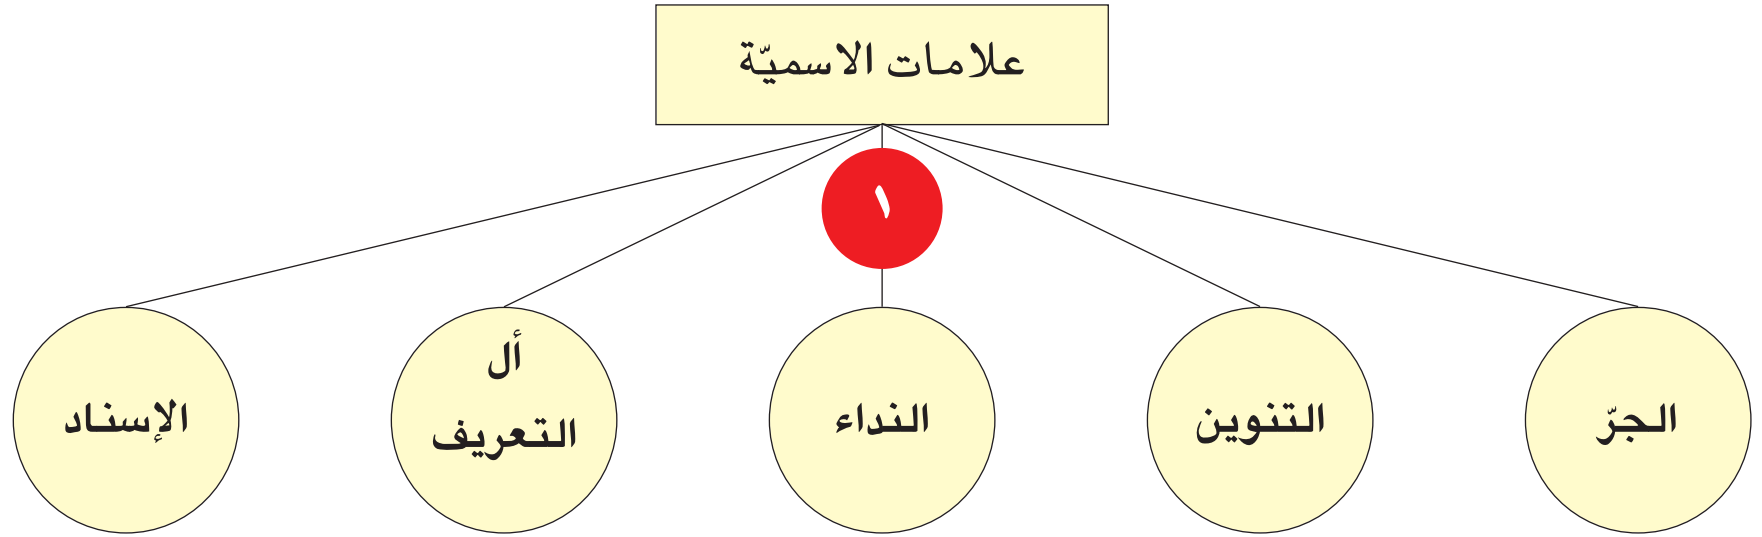 علامات الاسميّة
١
الجرّ
التنوين
النداء
أل
التعريف
الإسناد